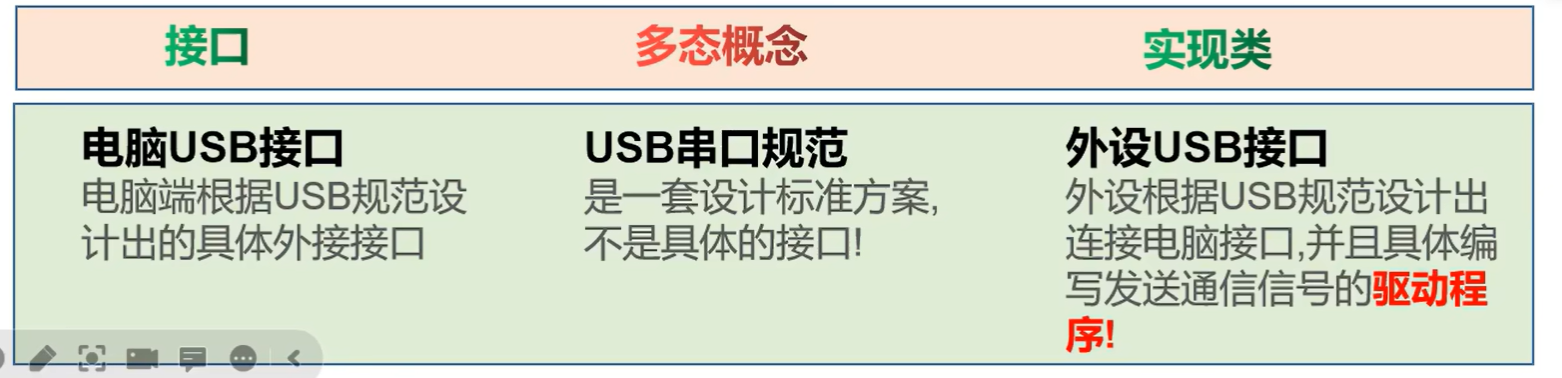 接口
多态概念
实现类
电脑USB接口
电脑端根据USB规范设
计出的具体外接接口
USB串口规范
是一套设计标准方案,
不是具体的接口!
外设USB接口
外设根据USB规范设计出
连接电脑接口,并且具体编
写发送通信信号的驱动程
序!